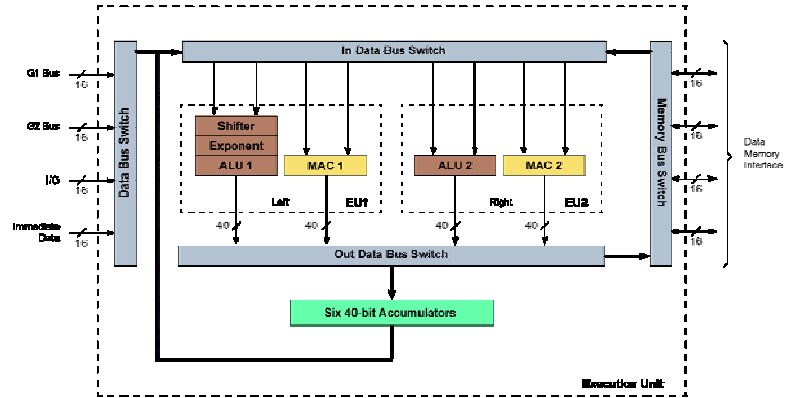 In Data Bus Switch
G1 Bus
16
G2 Bus
16
I/G
16
Immediate
Data
16
Data Bus Switch
Shifter
Exponent
ALU 1
MAC 1
ALU 2
MAC 2
Left
EU1
Right
EU2
40
40
40
40
Out Data Bus Switch
Six 40-bit Accumulators
Memory Bus Switch
16
16
16
16
Data
Memory
Interface
Execution Unit